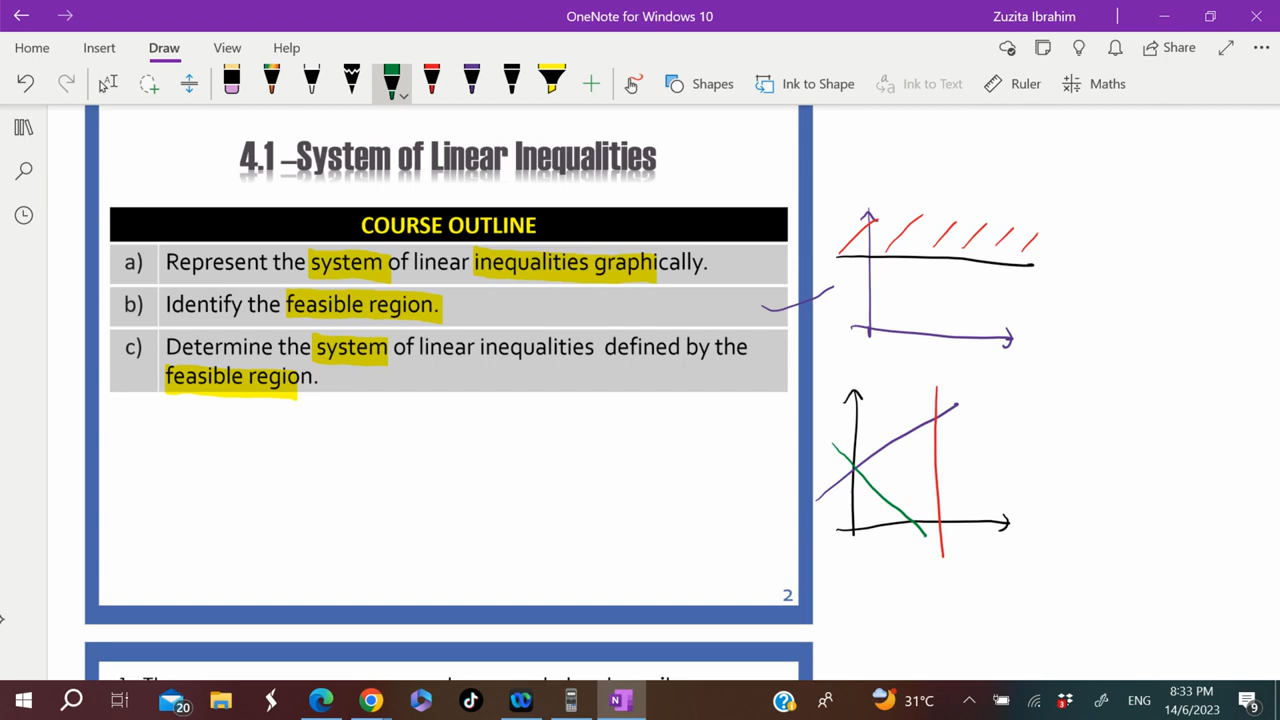 OneNote for Windows 10
Zuzita Ibrahim
Home
Insert
Draw
View
Help
Share
Shapes
Ink to Shape
Ink to Text
Ruler
Maths
4.1 –System of Linear Inequalities
COURSE OUTLINE
a) Represent the system of linear inequalities graphically.
b) Identify the feasible region.
c) Determine the system of linear inequalities defined by the
feasible region.
2
20
31°C
3
ENG
8:33 PM
14/6/2023
9